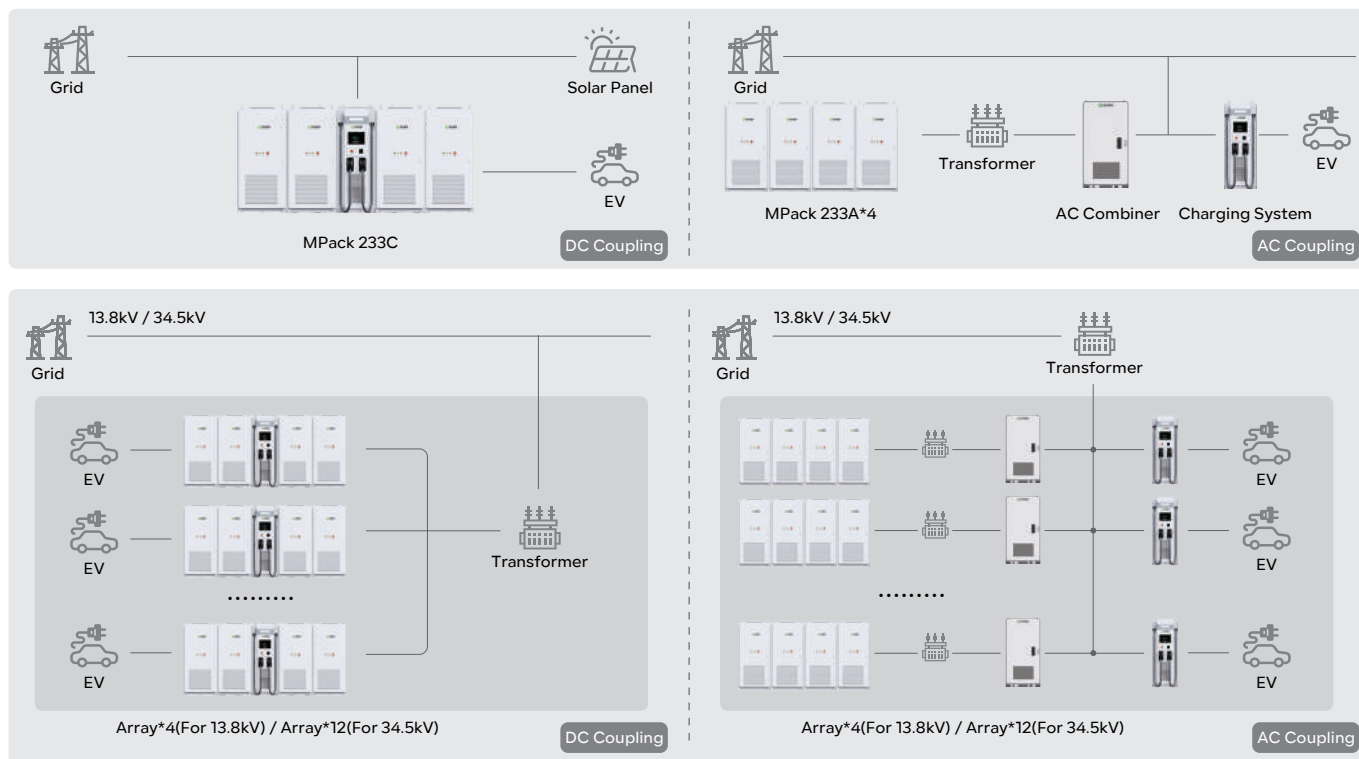 Grid
Solar Panel
EV
MPack 233C
DC Coupling
Grid
Transformer
EV
MPack 233A*4
AC Combiner
Charging System
AC Coupling
13.8kV / 34.5kV
Grid
EV
EV
Transformer
.........
EV
Array*4(For 13.8kV) / Array*12(For 34.5kV)
DC Coupling
13.8kV / 34.5kV
Grid
Transformer
EV
EV
.........
EV
Array*4(For 13.8kV) / Array*12(For 34.5kV)
AC Coupling